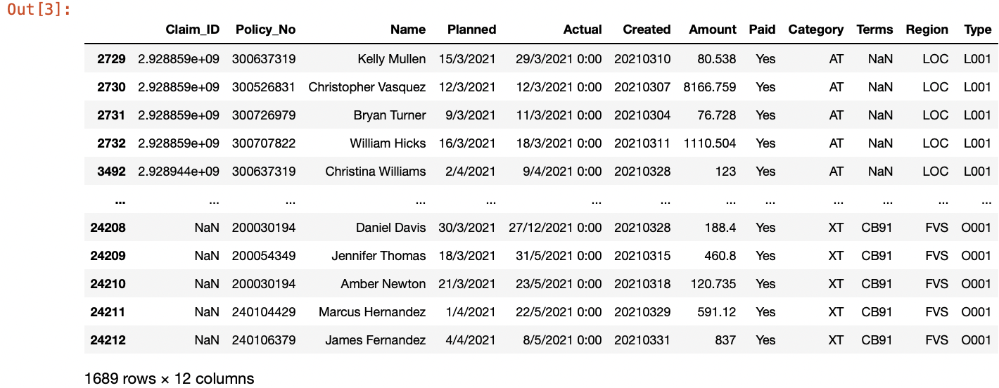 Out[3]:
Claim_ID Policy_No Name Planned Actual Created Amount Paid Category Terms Region Type
2729 2.928859e+09 300637319 Kelly Mullen 15/3/2021 29/3/2021 0:00 20210310 80.538 Yes AT NaN LOC L001
2730 2.928859e+09 300526831 Christopher Vasquez 12/3/2021 12/3/2021 0:00 20210307 8166.759 Yes AT NaN LOC L001
2731 2.928859e+09 300726979 Bryan Turner 9/3/2021 11/3/2021 0:00 20210304 76.728 Yes AT NaN LOC L001
2732 2.928859e+09 300707822 William Hicks 16/3/2021 18/3/2021 0:00 20210311 1110.504 Yes AT NaN LOC L001
3492 2.928944e+09 300637319 Christina Williams 2/4/2021 9/4/2021 0:00 20210328 123 Yes AT NaN LOC L001
... ... ... ... ... ... ... ... ... ... ... ... ...
24208 NaN 200030194 Daniel Davis 30/3/2021 27/12/2021 0:00 20210328 188.4 Yes XT CB91 FVS O001
24209 NaN 200054349 Jennifer Thomas 18/3/2021 31/5/2021 0:00 20210315 460.8 Yes XT CB91 FVS O001
24210 NaN 200030194 Amber Newton 21/3/2021 23/5/2021 0:00 20210318 120.735 Yes XT CB91 FVS O001
24211 NaN 240104429 Marcus Hernandez 1/4/2021 22/5/2021 0:00 20210329 591.12 Yes XT CB91 FVS O001
24212 NaN 240106379 James Fernandez 4/4/2021 8/5/2021 0:00 20210331 837 Yes XT CB91 FVS O001
1689 rows × 12 columns